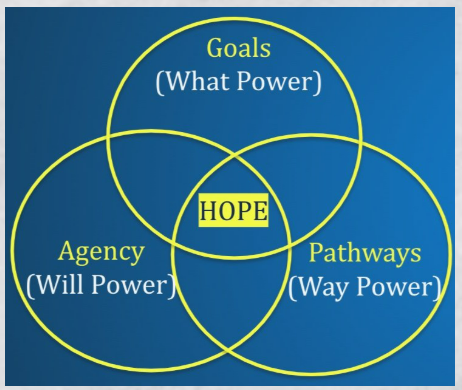 Goals
(What Power)
HOPE
Agency
(Will Power)
Pathways
(Way Power)